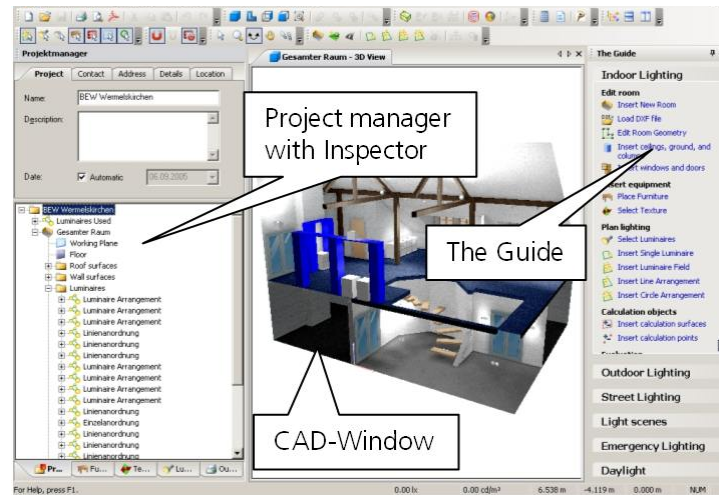 Projektmanager
Project
Contact
Address
Details
Location
Name:
BEW Wermelskirchen
Description:
Date:
Automatic
06.09.2005
BEW Wermelskirchen
Luminaires Used
Gesamter Raum
Working Plane
Floor
Roof surfaces
Wall surfaces
Luminaires
Luminaire Arrangement
Luminaire Arrangement
Luminaire Arrangement
Linienanordnung
Linienanordnung
Luminaire Arrangement
Luminaire Arrangement
Luminaire Arrangement
Linienanordnung
Einzelanordnung
Linienanordnung
Linienanordnung
Linienanordnung
Pr...
Fu...
Te...
Lu...
Ou...
Gesamter Raum - 3D View
Project manager
with Inspector
The Guide
CAD-Window
The Guide
Indoor Lighting
Edit room
Insert New Room
Load DXF file
Edit Room Geometry
Insert ceilings, ground, and
Insert windows and doors
Insert equipment
Place Furniture
Select Texture
Plan lighting
Select Luminaires
Insert Single Luminaire
Insert Luminaire Field
Insert Line Arrangement
Insert Circle Arrangement
Calculation objects
Insert calculation surfaces
Insert calculation points
Outdoor Lighting
Street Lighting
Light scenes
Emergency Lighting
Daylight
For Help, press F1.
0.00 lx
0.00 cd/m²
6.538 m
-4.119 m
0.000 m
NUM